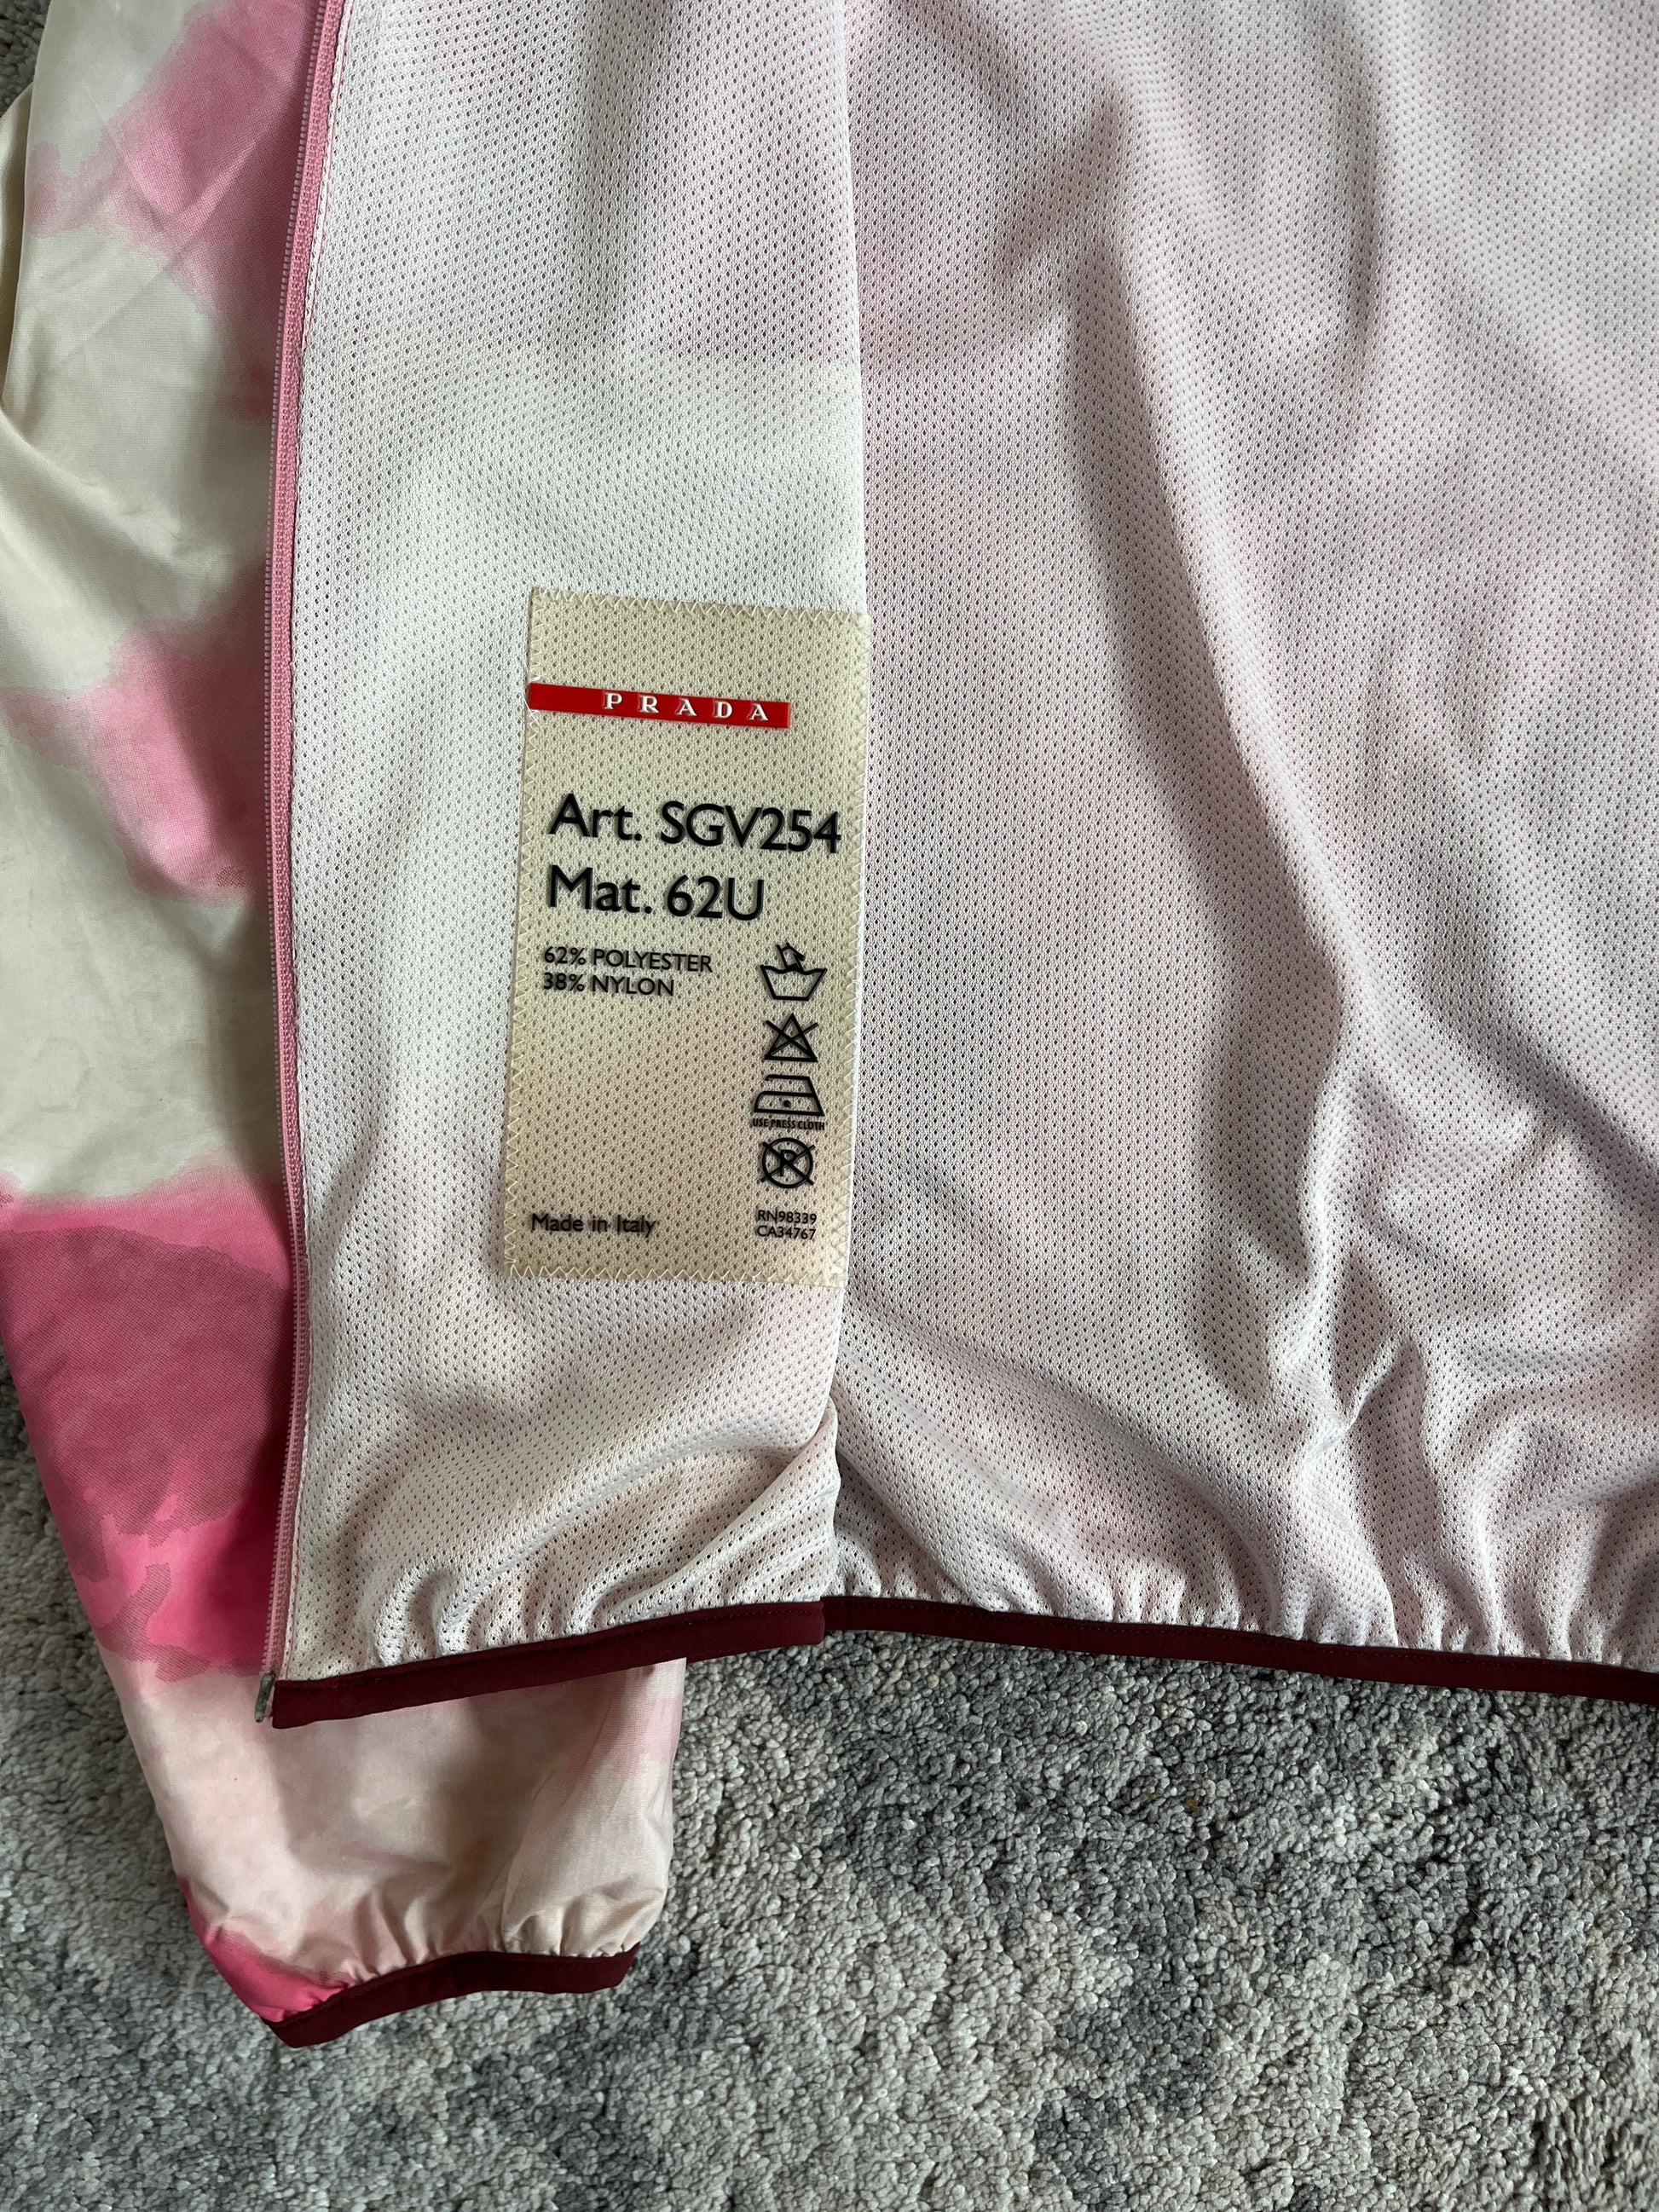 PRADA
Art. SGV254
Mat. 62U
62% POLYESTER
38% NYLON
USE PRESS CLOTH
R
Made in Italy
RN98339
CA34767